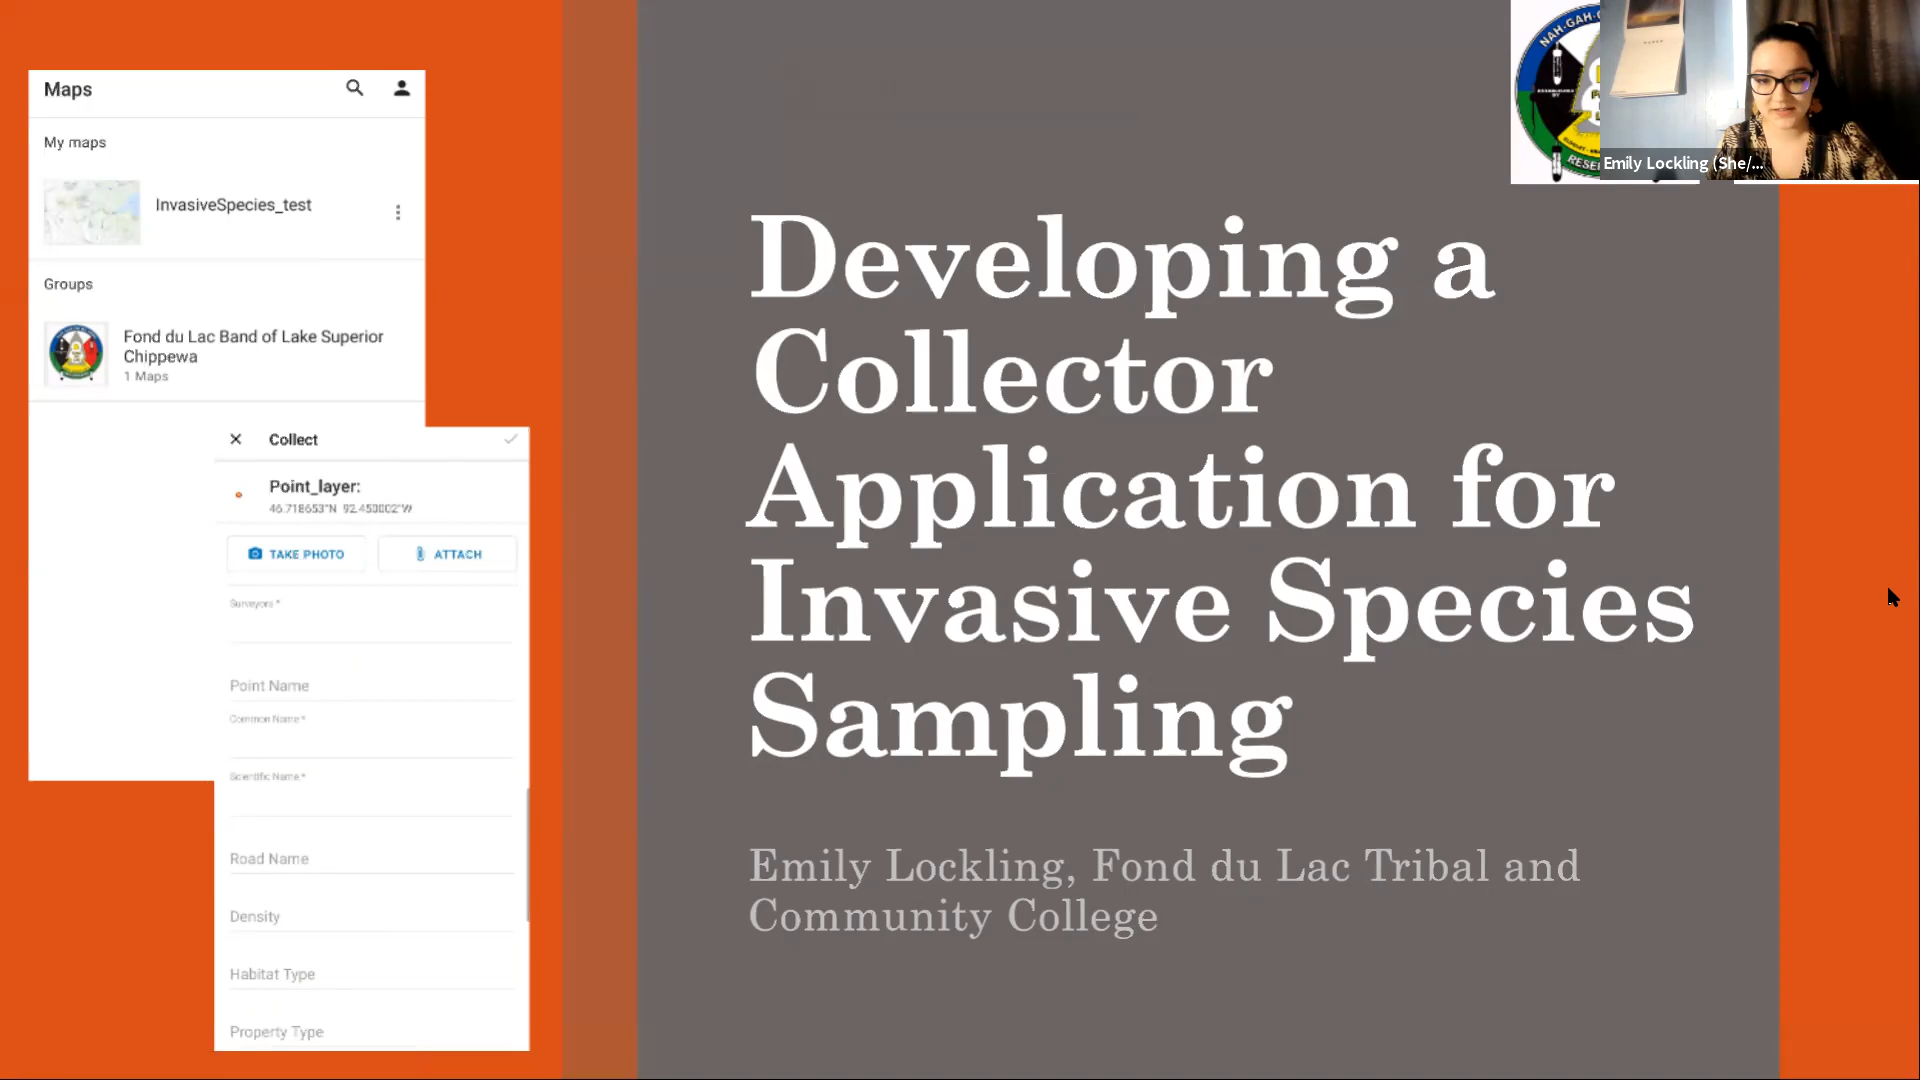 Maps
My maps
InvasiveSpecies_test
Groups
Fond du Lac Band of Lake Superior
Chippewa
1 Maps
Collect
Point_layer:
46.718653°N 92.450002°W
TAKE PHOTO
ATTACH
Surveyors *
Point Name
Common Name *
Scientific Name *
Road Name
Density
Habitat Type
Property Type
Developing a
Collector
Application for
Invasive Species
Sampling
Emily Lockling, Fond du Lac Tribal and
Community College
NAH-GAH-
Emily Lockling (She/...